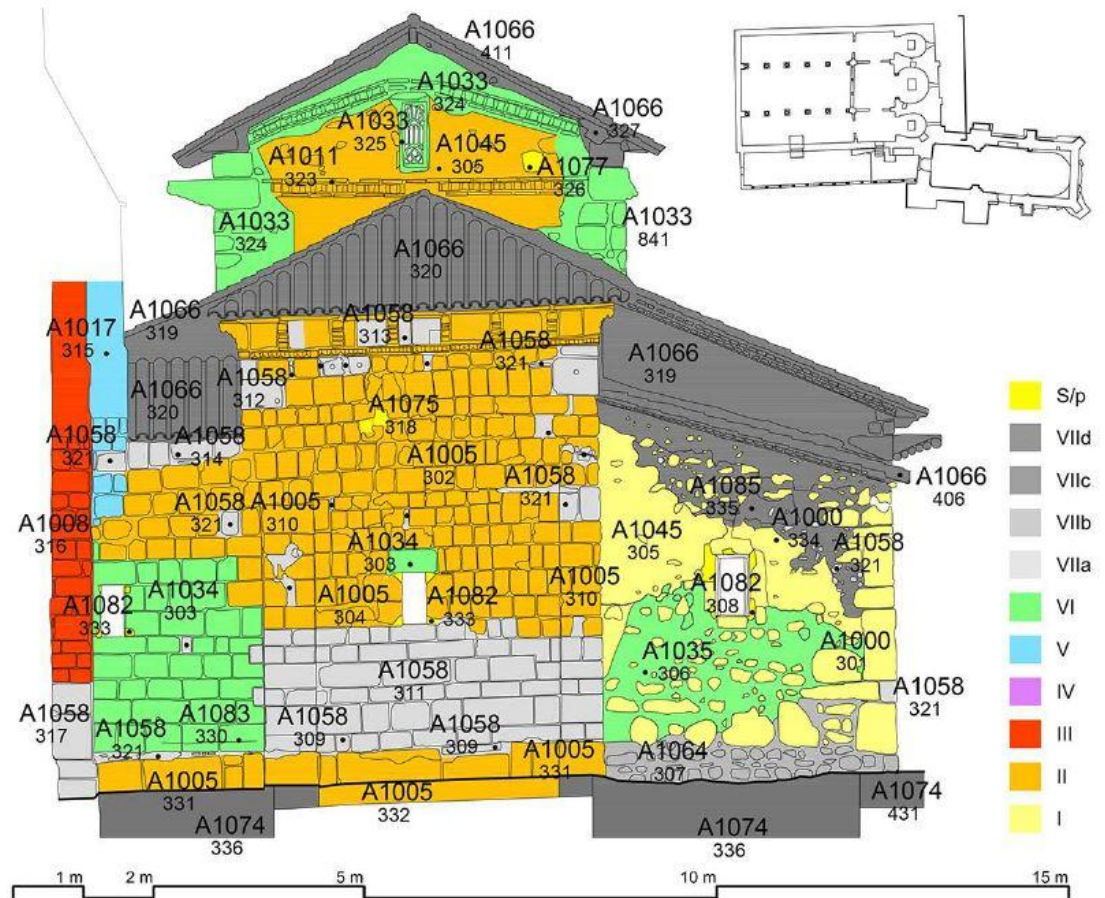 A1066
411
A1033
324
A1066
327
A1033
325
A1045
305
A1011
323
A1077
326
A1033
324
A1033
841
A1066
320
A1066
319
A1017
315
A1058
313
A1058
321
A1066
319
A1066
320
A1058
312
A1075
318
A1058
321
A1058
314
A1005
302
A1066
406
A1058
321
A1085
335
A1058
321
A1005
310
A1008
316
A1045
305
A1000
334
A1058
321
A1034
303
A1034
303
A1005
304
A1005
310
A1082
333
A1082
333
A1082
308
A1000
301
A1035
306
A1058
311
A1058
321
A1058
317
A1058
321
A1083
330
A1058
309
A1058
309
A1064
307
A1005
331
A1005
331
A1005
332
A1074
431
A1074
336
A1074
336
S/p
VIId
VIIc
VIIb
VIIa
VI
V
IV
III
II
I
1 m
2 m
5 m
10 m
15 m